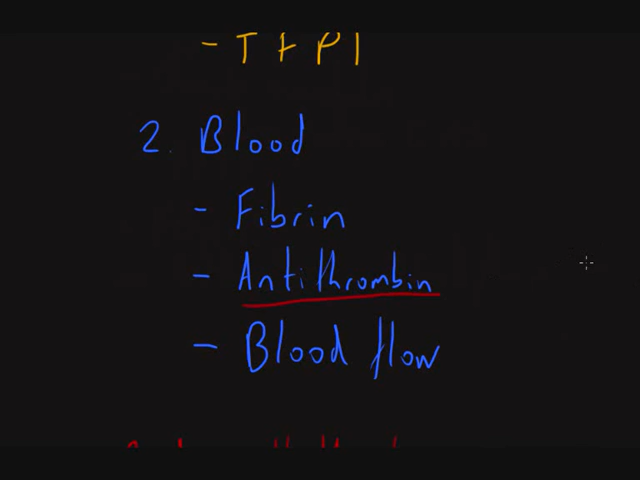 - TFPI
2. Blood
- Fibrin
- Antithrombin
- Blood flow